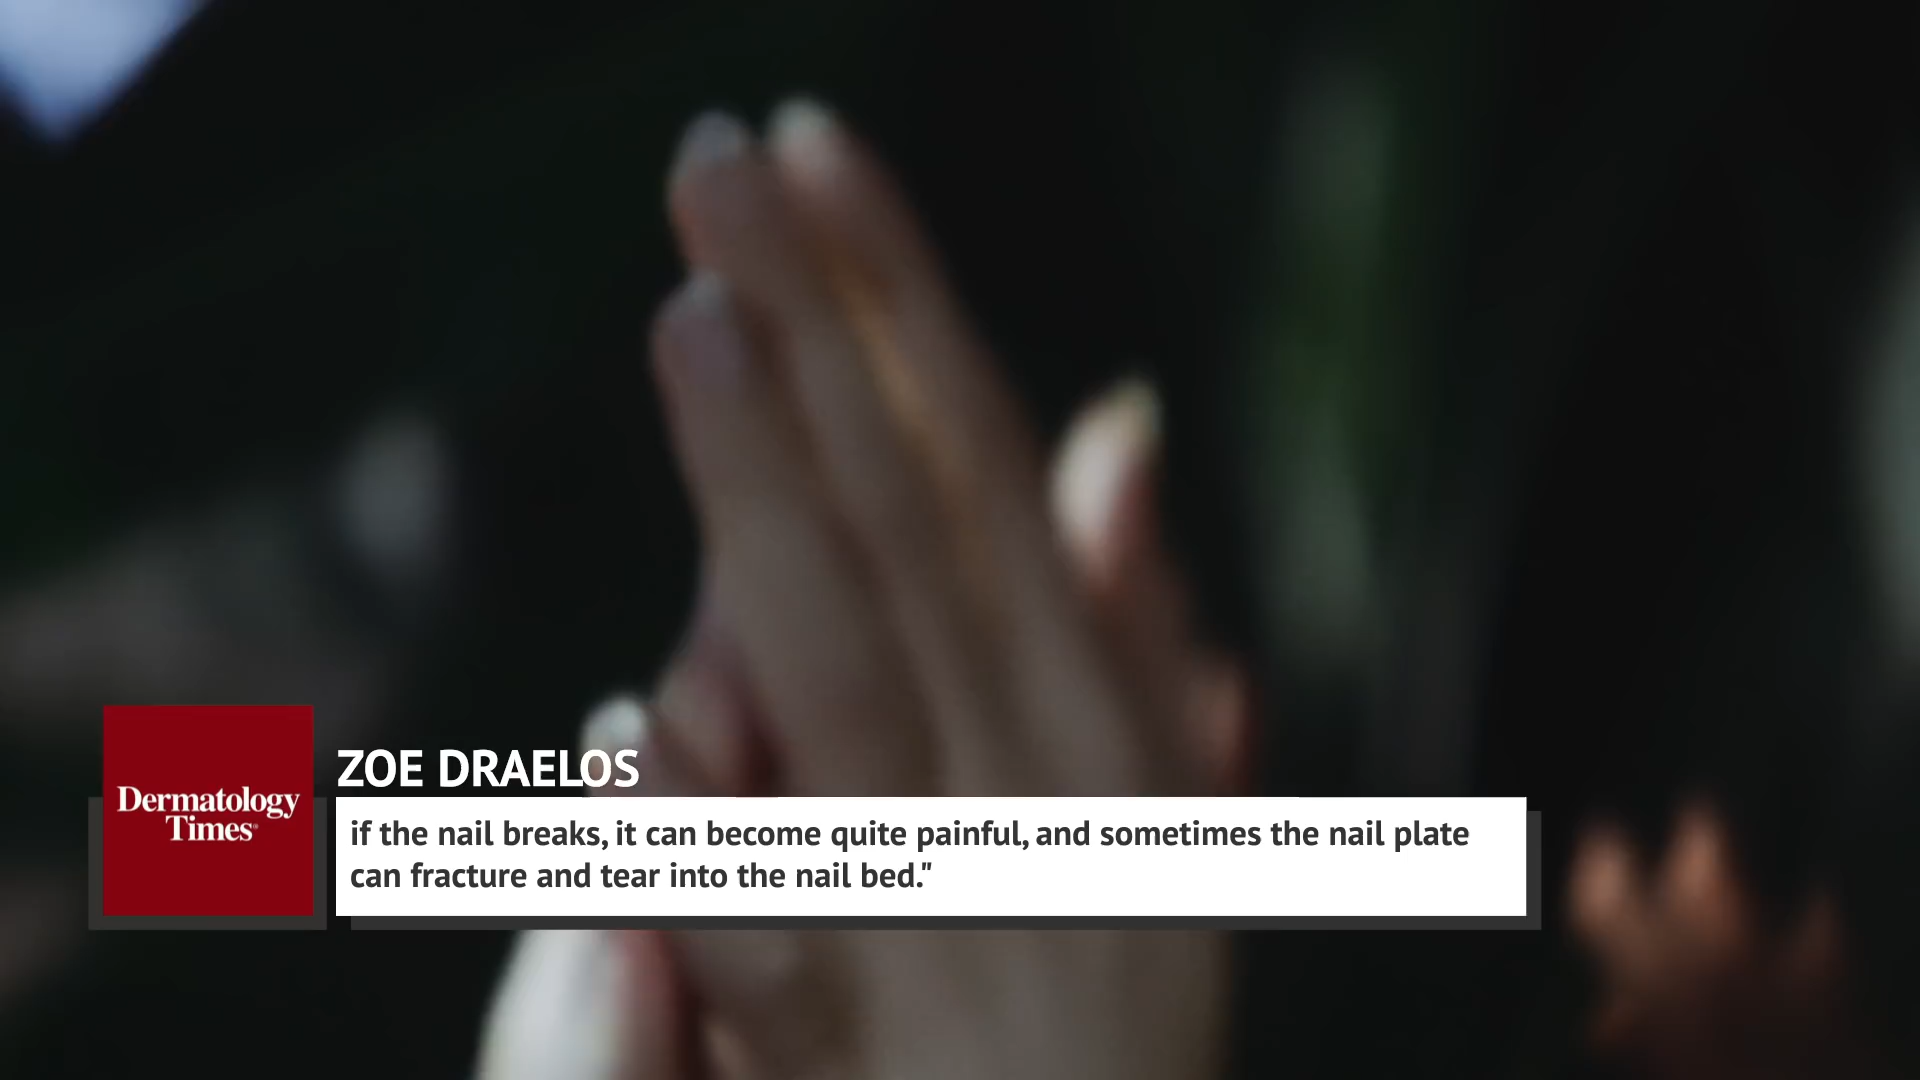 ZOE DRAELOS
Dermatology
Times
if the nail breaks, it can become quite painful, and sometimes the nail plate
can fracture and tear into the nail bed."